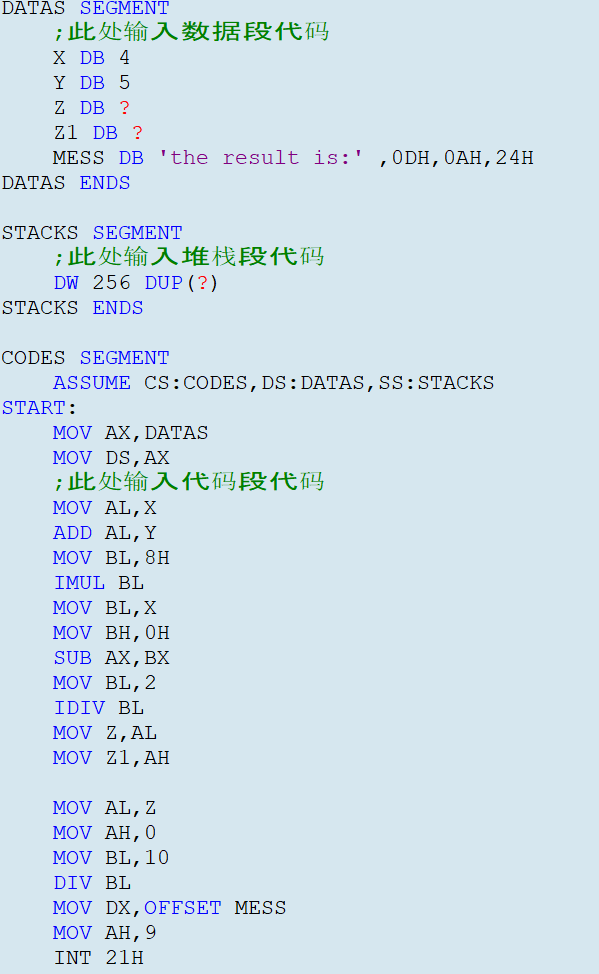 DATAS SEGMENT
;此处输入数据段代码
X DB 4
Y DB 5
Z DB ?
Z1 DB ?
MESS DB 'the result is:' ,0DH,0AH,24H
DATAS ENDS
STACKS SEGMENT
;此处输入堆栈段代码
DW 256 DUP(?)
STACKS ENDS
CODES SEGMENT
ASSUME CS:CODES,DS:DATAS,SS:STACKS
START:
MOV AX,DATAS
MOV DS,AX
;此处输入代码段代码
MOV AL,X
ADD AL,Y
MOV BL,8H
IMUL BL
MOV BL,X
MOV BH,0H
SUB AX,BX
MOV BL,2
IDIV BL
MOV Z,AL
MOV Z1,AH
MOV AL,Z
MOV AH,0
MOV BL,10
DIV BL
MOV DX,OFFSET MESS
MOV AH,9
INT 21H